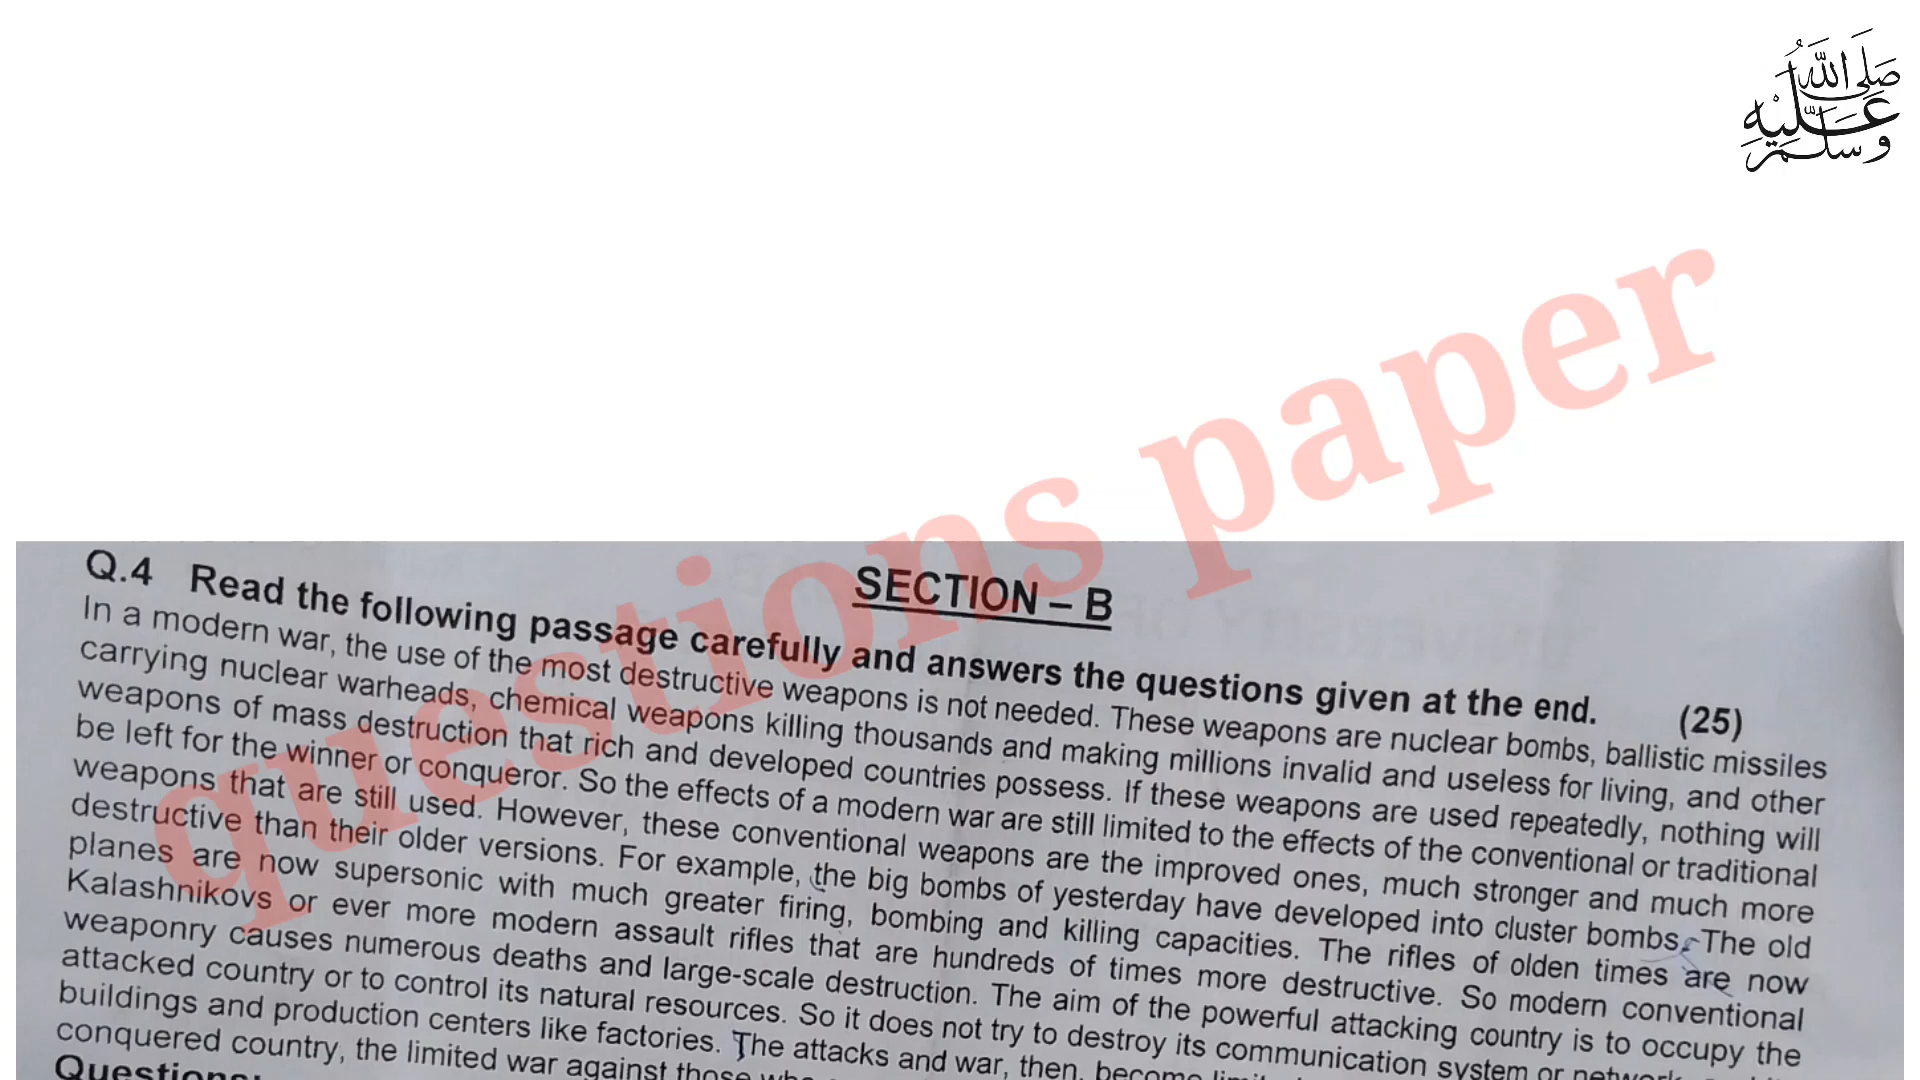 صلى الله
عليه
وسلم
questions paper
SECTION – B
Q.4 Read the following passage carefully and answers the questions given at the end. (25)
In a modern war, the use of the most destructive weapons is not needed. These weapons are nuclear bombs, ballistic missiles
carrying nuclear warheads, chemical weapons killing thousands and making millions invalid and useless for living, and other
weapons of mass destruction that rich and developed countries possess. If these weapons are used repeatedly, nothing will
be left for the winner or conqueror. So the effects of a modern war are still limited to the effects of the conventional or traditional
weapons that are still used. However, these conventional weapons are the improved ones, much stronger and much more
destructive than their older versions. For example, the big bombs of yesterday have developed into cluster bombs. The old
planes are now supersonic with much greater firing, bombing and killing capacities. The rifles of olden times are now
Kalashnikovs or ever more modern assault rifles that are hundreds of times more destructive. So modern conventional
weaponry causes numerous deaths and large-scale destruction. The aim of the powerful attacking country is to occupy the
attacked country or to control its natural resources. So it does not try to destroy its communication system or
buildings and production centers like factories. The attacks and war, then, become
conquered country, the limited war against those who
Questions: